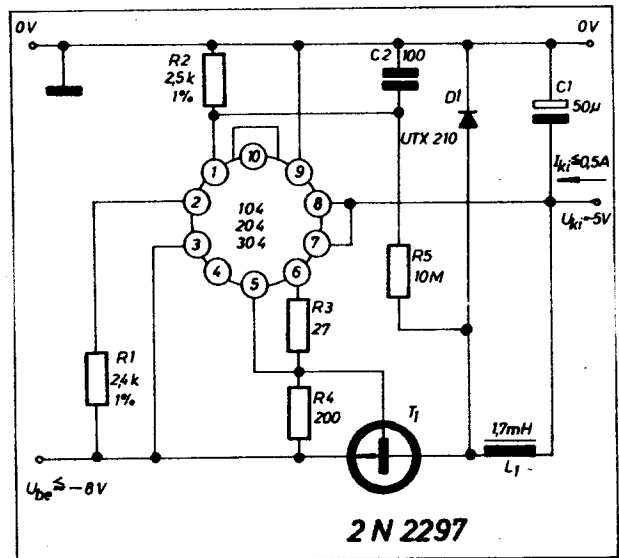 0V
0V
R2
2,5k
1%
C2 100
D1
UTX 210
C1
50µ
Iki≤0,5A
Uki=-5V
1
10
9
2
8
104
204
304
3
7
4
5
6
R5
10M
R3
27
R1
2,4k
1%
R4
200
T1
1,7mH
L1
Ube≦-8V
2N2297